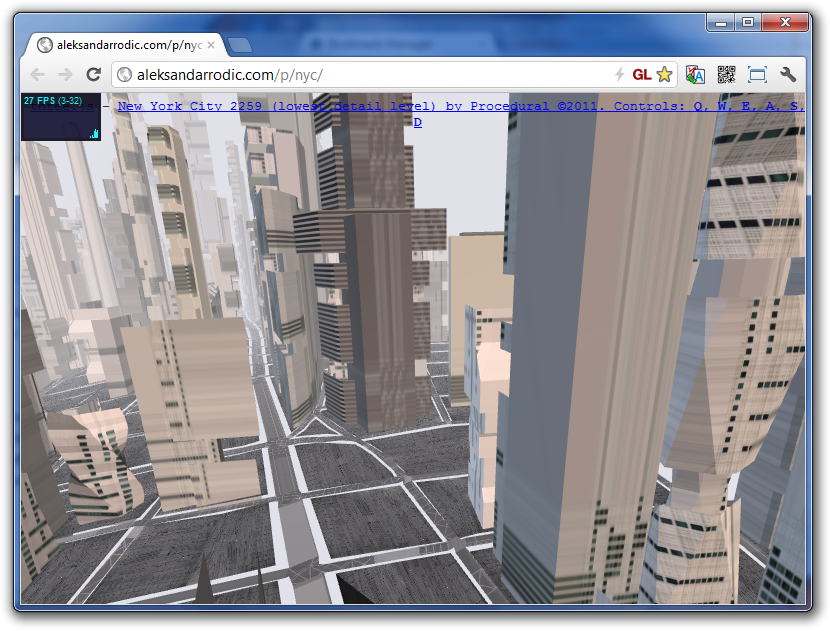 aleksandarrodic.com/p/nyc
aleksandarrodic.com/p/nyc/
GL
27 FPS (3-32)
- New York City 2259 (lowest detail level) by Procedural ©2011. Controls: Q, W, E, A, S,
D